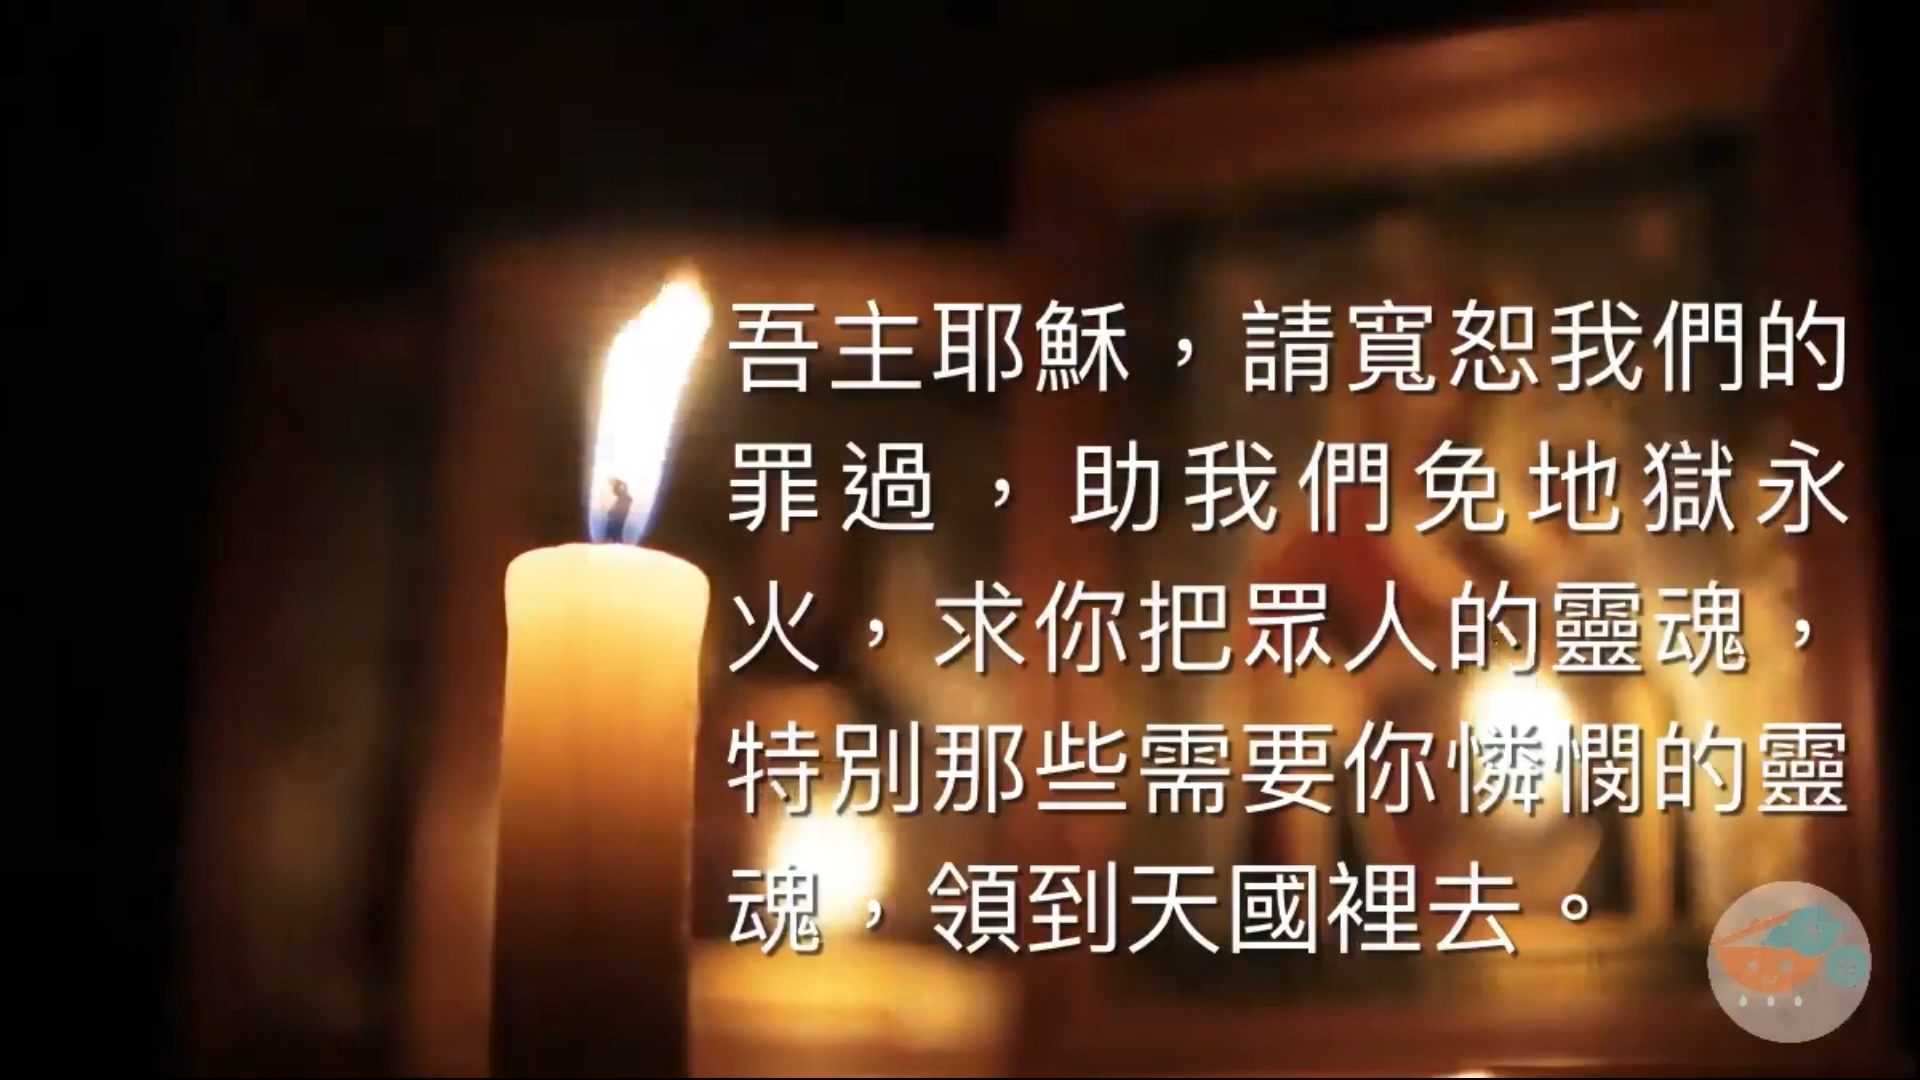 吾主耶穌，請寬恕我們的
罪過，助我們免地獄永
火，求你把眾人的靈魂，
特別那些需要你憐憫的靈
魂，領到天國裡去。